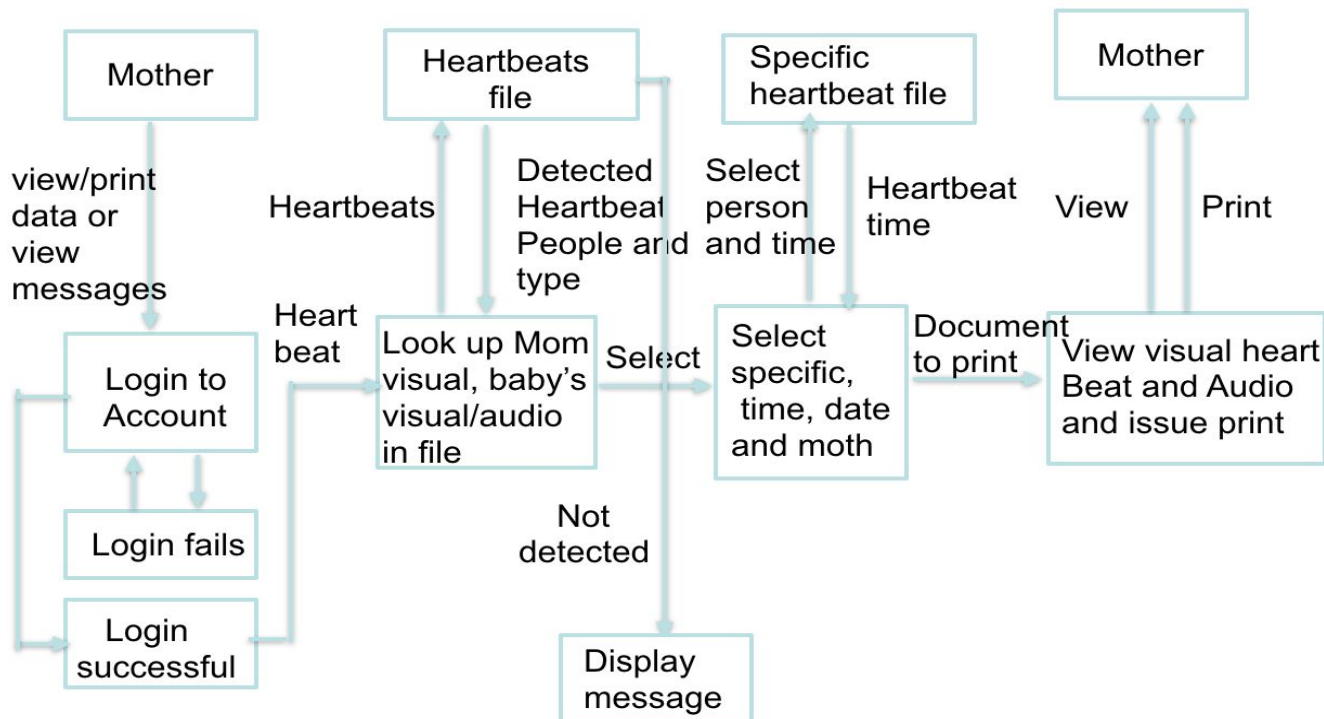 Mother
view/print
data or
view
messages
Login to
Account
Login fails
Login
successful
Heart
beat
Heartbeats
file
Heartbeats
Detected
Heartbeat
People and
type
Look up Mom
visual, baby's
visual/audio
in file
Select
Not
detected
Display
message
Specific
heartbeat file
Select
person
and time
Heartbeat
time
Select
specific,
time, date
and moth
Document
to print
Mother
View
Print
View visual heart
Beat and Audio
and issue print